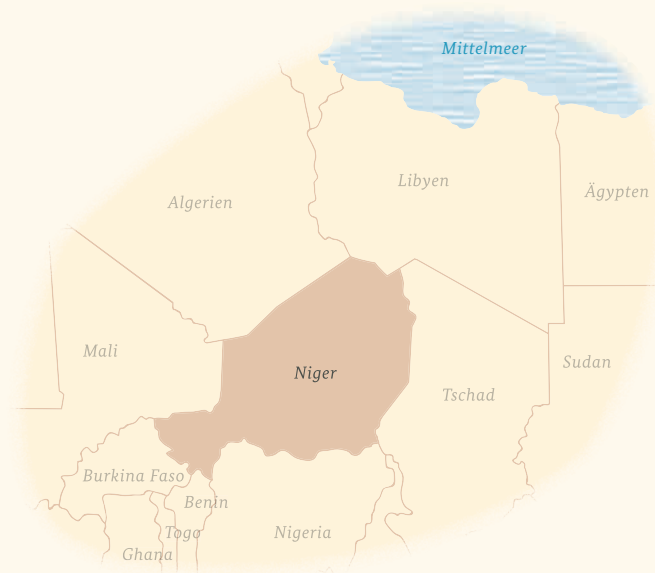 Mittelmeer
Libyen
Ägypten
Algerien
Mali
Niger
Sudan
Tschad
Burkina Faso
Benin
Togo
Nigeria
Ghana